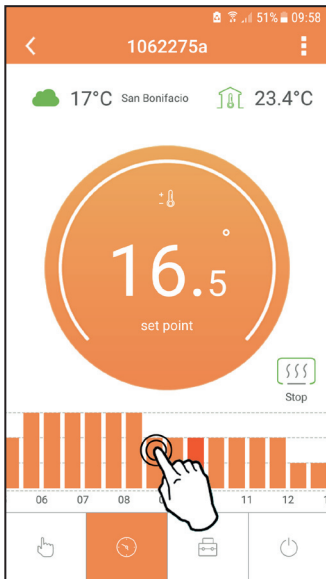 51% 09:58
1062275a
17°C San Bonifacio 23.4°C
16.5°
set point
Stop
06 07 08 11 12